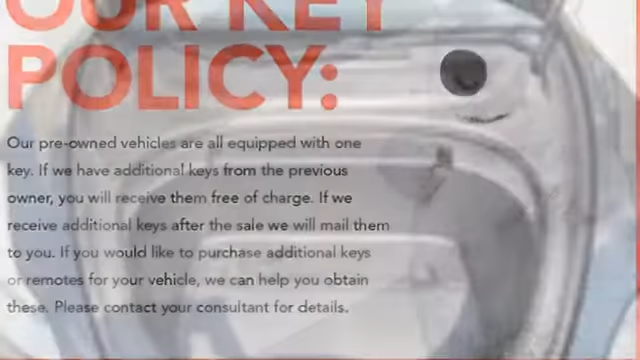 OUR KEY
POLICY:
Our pre-owned vehicles are all equipped with one
key. If we have additional keys from the previous
owner, you will receive them free of charge. If we
receive additional keys after the sale we will mail them
to you. If you would like to purchase additional keys
or remotes for your vehicle, we can help you obtain
these. Please contact your consultant for details.